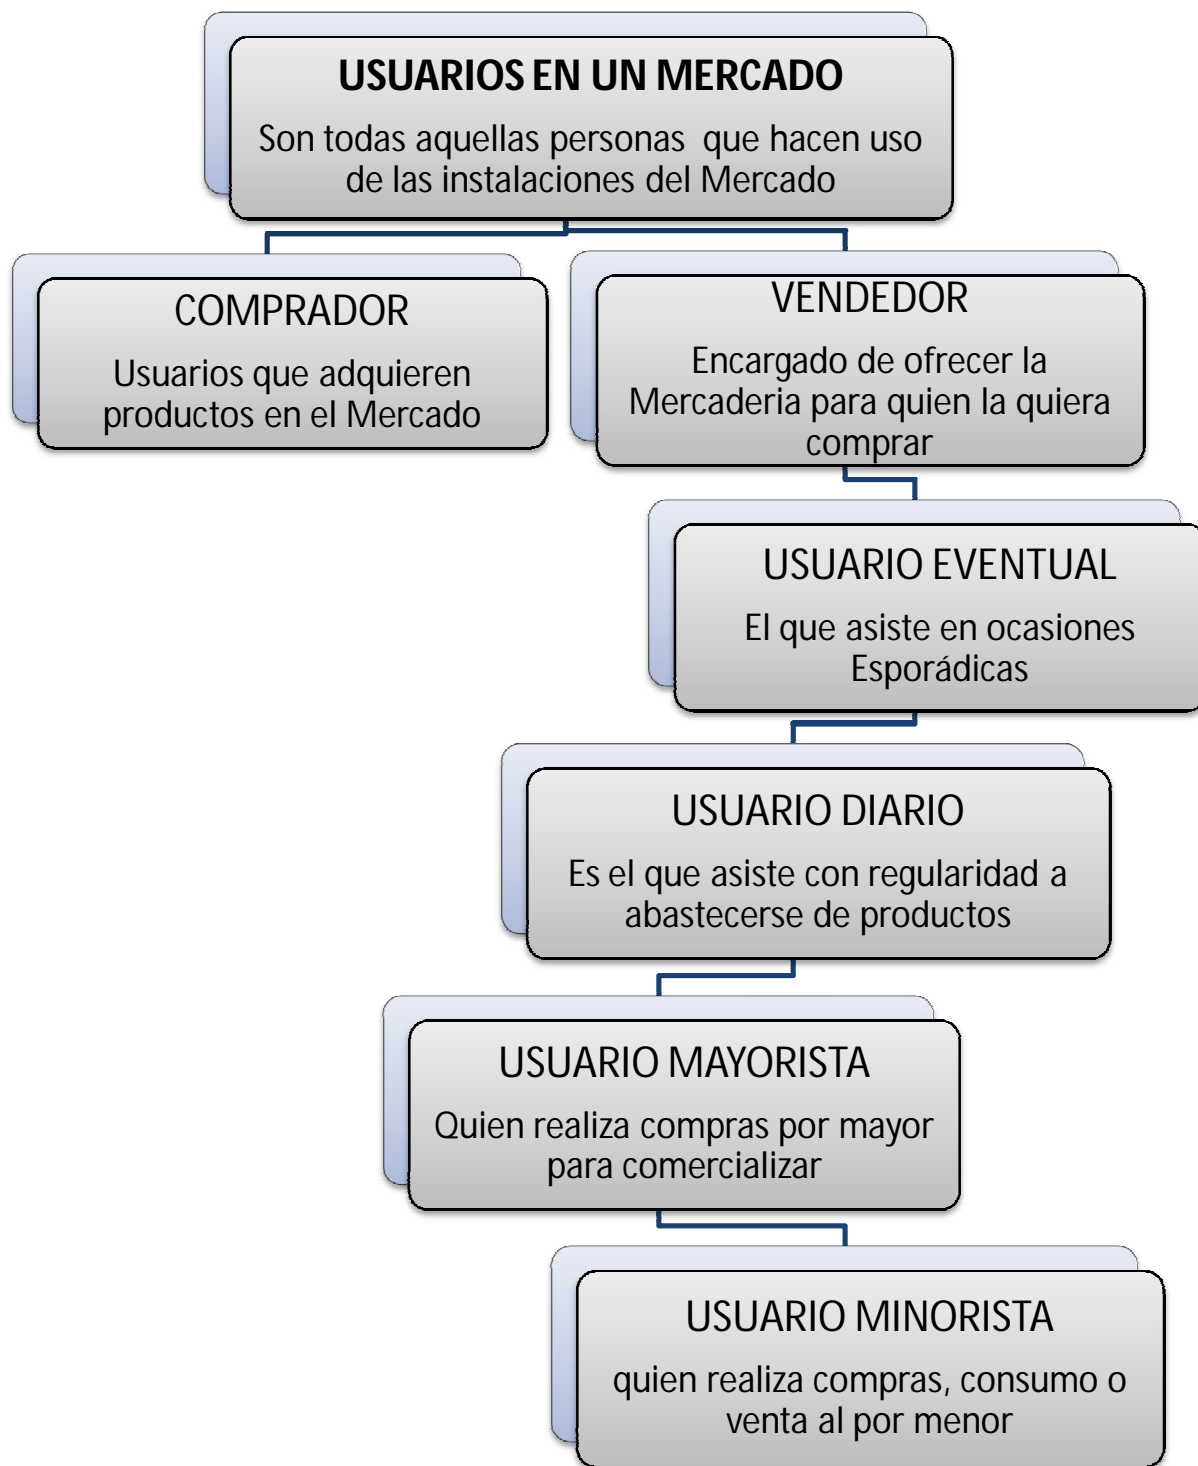 USUARIOS EN UN MERCADO
Son todas aquellas personas que hacen uso
de las instalaciones del Mercado
COMPRADOR
Usuarios que adquieren
productos en el Mercado
VENDEDOR
Encargado de ofrecer la
Mercaderia para quien la quiera
comprar
USUARIO EVENTUAL
El que asiste en ocasiones
Esporádicas
USUARIO DIARIO
Es el que asiste con regularidad a
abastecerse de productos
USUARIO MAYORISTA
Quien realiza compras por mayor
para comercializar
USUARIO MINORISTA
quien realiza compras, consumo o
venta al por menor